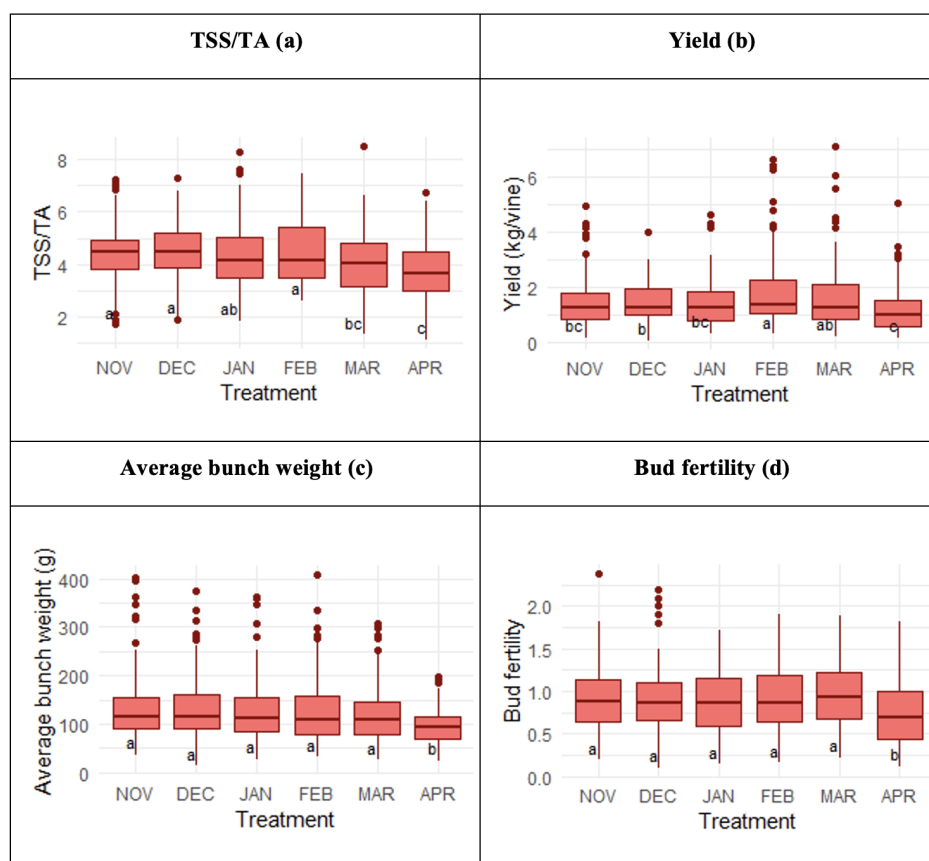 TSS/TA (a)
Yield (b)
8
6
4
2
TSS/TA
a
a
ab
a
bc
c
NOV DEC JAN FEB MAR APR
Treatment
6
4
2
0
Yield (kg/vine)
bc
b
bc
a
ab
c
NOV DEC JAN FEB MAR APR
Treatment
Average bunch weight (c)
Bud fertility (d)
400
300
200
100
0
Average bunch weight (g)
a
a
a
a
a
b
NOV DEC JAN FEB MAR APR
Treatment
2.0
1.5
1.0
0.5
0.0
Bud fertility
a
a
a
a
a
b
NOV DEC JAN FEB MAR APR
Treatment